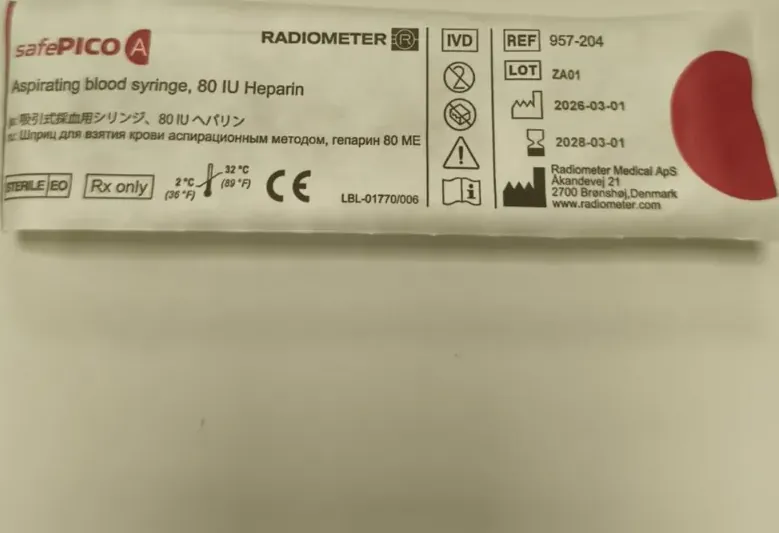 safePICO A
RADIOMETER R
Aspirating blood syringe, 80 IU Heparin
ja: 吸引式採血用シリンジ、80 IU ヘパリン
ru: Шприц для взятия крови аспирационным методом, гепарин 80 МЕ
STERILE EO
Rx only
2 °C
(36 °F)
32 °C
(89 °F)
CE
LBL-01770/006
IVD
2
i
REF 957-204
LOT ZA01
2026-03-01
2028-03-01
Radiometer Medical ApS
Åkandevej 21
2700 Brønshøj, Denmark
www.radiometer.com